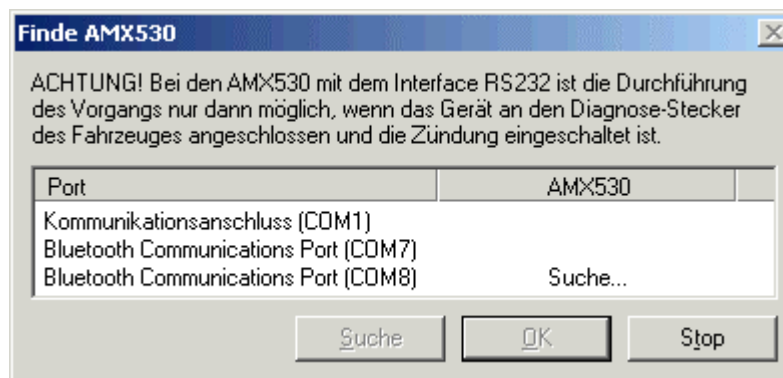 Finde AMX530
ACHTUNG! Bei den AMX530 mit dem Interface RS232 ist die Durchführung
des Vorgangs nur dann möglich, wenn das Gerät an den Diagnose-Stecker
des Fahrzeuges angeschlossen und die Zündung eingeschaltet ist.
Port AMX530
Kommunikationsanschluss (COM1)
Bluetooth Communications Port (COM7)
Bluetooth Communications Port (COM8) Suche...
Suche OK Stop